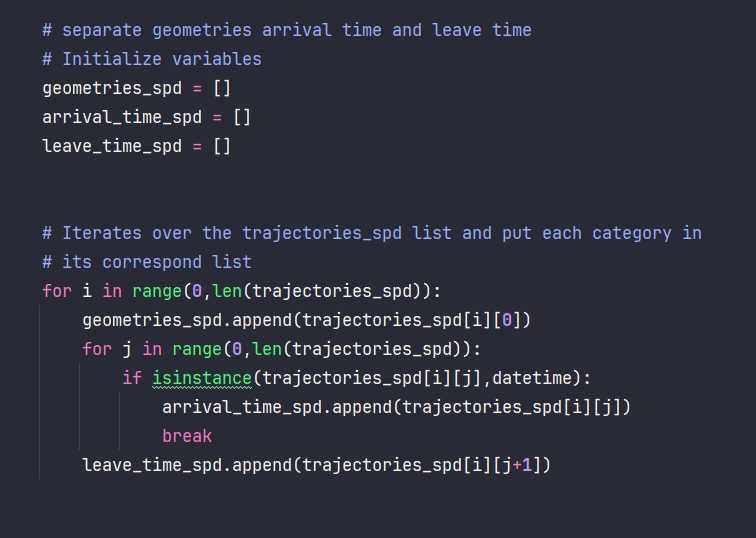 # separate geometries arrival time and leave time
# Initialize variables
geometries_spd = []
arrival_time_spd = []
leave_time_spd = []
# Iterates over the trajectories_spd list and put each category in
# its correspond list
for i in range(0,len(trajectories_spd)):
    geometries_spd.append(trajectories_spd[i][0])
    for j in range(0,len(trajectories_spd)):
        if isinstance(trajectories_spd[i][j],datetime):
            arrival_time_spd.append(trajectories_spd[i][j])
            break
    leave_time_spd.append(trajectories_spd[i][j+1])